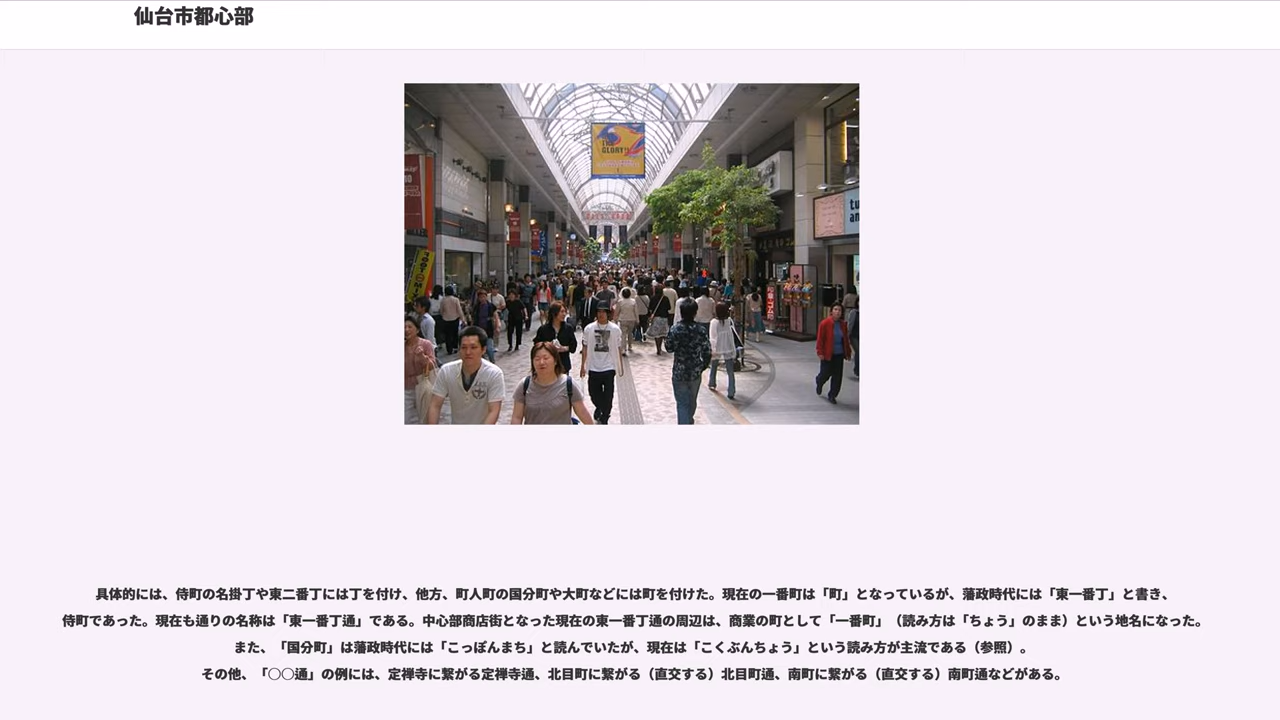 仙台市都心部
THE
GLORY!!
具体的には、侍町の名掛丁や東二番丁には丁を付け、他方、町人町の国分町や大町などには町を付けた。現在の一番町は「町」となっているが、藩政時代には「東一番丁」と書き、
侍町であった。現在も通りの名称は「東一番丁通」である。中心部商店街となった現在の東一番丁通の周辺は、商業の町として「一番町」（読み方は「ちょう」のまま）という地名になった。
また、「国分町」は藩政時代には「こっぽんまち」と読んでいたが、現在は「こくぶんちょう」という読み方が主流である（参照）。
その他、「〇〇通」の例には、定禅寺に繋がる定禅寺通、北目町に繋がる（直交する）北目町通、南町に繋がる（直交する）南町通などがある。